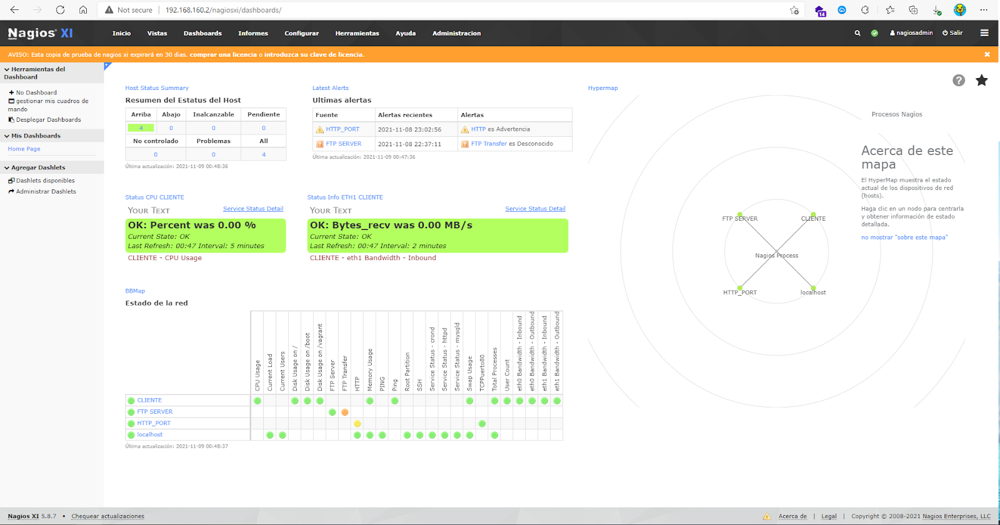 Not secure | 192.168.160.2/nagiosxi/dashboards/
14
Nagios® XI
Inicio Vistas Dashboards Informes Configurar Herramientas Ayuda Administracion
nagiosadmin Salir
AVISO: Esta copia de prueba de nagios xi expirará en 30 dias. comprar una licencia o introduzca su clave de licencia.
Herramientas del
Dashboard
No Dashboard
gestionar mis cuadros de
mando
Desplegar Dashboards
Mis Dashboards
Home Page
Agregar Dashlets
Dashlets disponibles
Administrar Dashlets
Host Status Summary
Resumen del Estatus del Host
Arriba Abajo Inalcanzable Pendiente
4 0 0 0
No controlado Problemas All
0 0 4
Última actualización: 2021-11-09 00:48:36
Latest Alerts
Ultimas alertas
Fuente Alertas recientes Alertas
HTTP_PORT 2021-11-08 23:02:56 HTTP es Advertencia
FTP SERVER 2021-11-08 22:37:11 FTP Transfer es Desconocido
Última actualización: 2021-11-09 00:47:36
Status CPU CLIENTE
YOUR TEXT Service Status Detail
OK: Percent was 0.00 %
Current State: OK
Last Refresh: 00:47 Interval: 5 minutes
CLIENTE - CPU Usage
Status Info ETH1 CLIENTE
YOUR TEXT Service Status Detail
OK: Bytes_recv was 0.00 MB/s
Current State: OK
Last Refresh: 00:47 Interval: 2 minutes
CLIENTE - eth1 Bandwidth - Inbound
BBMap
Estado de la red
CPU Usage
Current Load
Current Users
Disk Usage on /
Disk Usage on /boot
Disk Usage on /vagrant
FTP Server
FTP Transfer
HTTP
Memory Usage
PING
Ping
Root Partition
SSH
Service Status - crond
Service Status - httpd
Service Status - mysqld
Swap Usage
TCPPuerto80
Total Processes
User Count
eth0 Bandwidth - Inbound
eth0 Bandwidth - Outbound
eth1 Bandwidth - Inbound
eth1 Bandwidth - Outbound
CLIENTE
FTP SERVER
HTTP_PORT
localhost
Última actualización: 2021-11-09 00:48:37
Hypermap
Procesos Nagios
Acerca de este
mapa
El HyperMap muestra el estado
actual de los dispositivos de red
(hosts).
Haga clic en un nodo para centrarla
y obtener información de estado
detallada.
no mostrar "sobre este mapa"
FTP SERVER
CLIENTE
Nagios Process
HTTP_PORT
localhost
Nagios XI 5.8.7 • Chequear actualizaciones
Acerca de | Legal | Copyright © 2008-2021 Nagios Enterprises, LLC